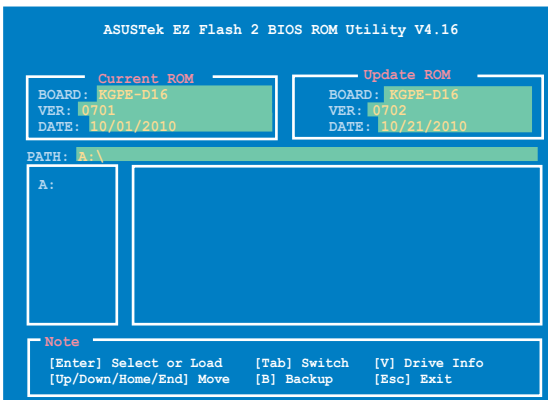 ASUSTek EZ Flash 2 BIOS ROM Utility V4.16
Current ROM
BOARD: KGPE-D16
VER: 0701
DATE: 10/01/2010
Update ROM
BOARD: KGPE-D16
VER: 0702
DATE: 10/21/2010
PATH: A:\
A:
Note
[Enter] Select or Load [Tab] Switch [V] Drive Info
[Up/Down/Home/End] Move [B] Backup [Esc] Exit